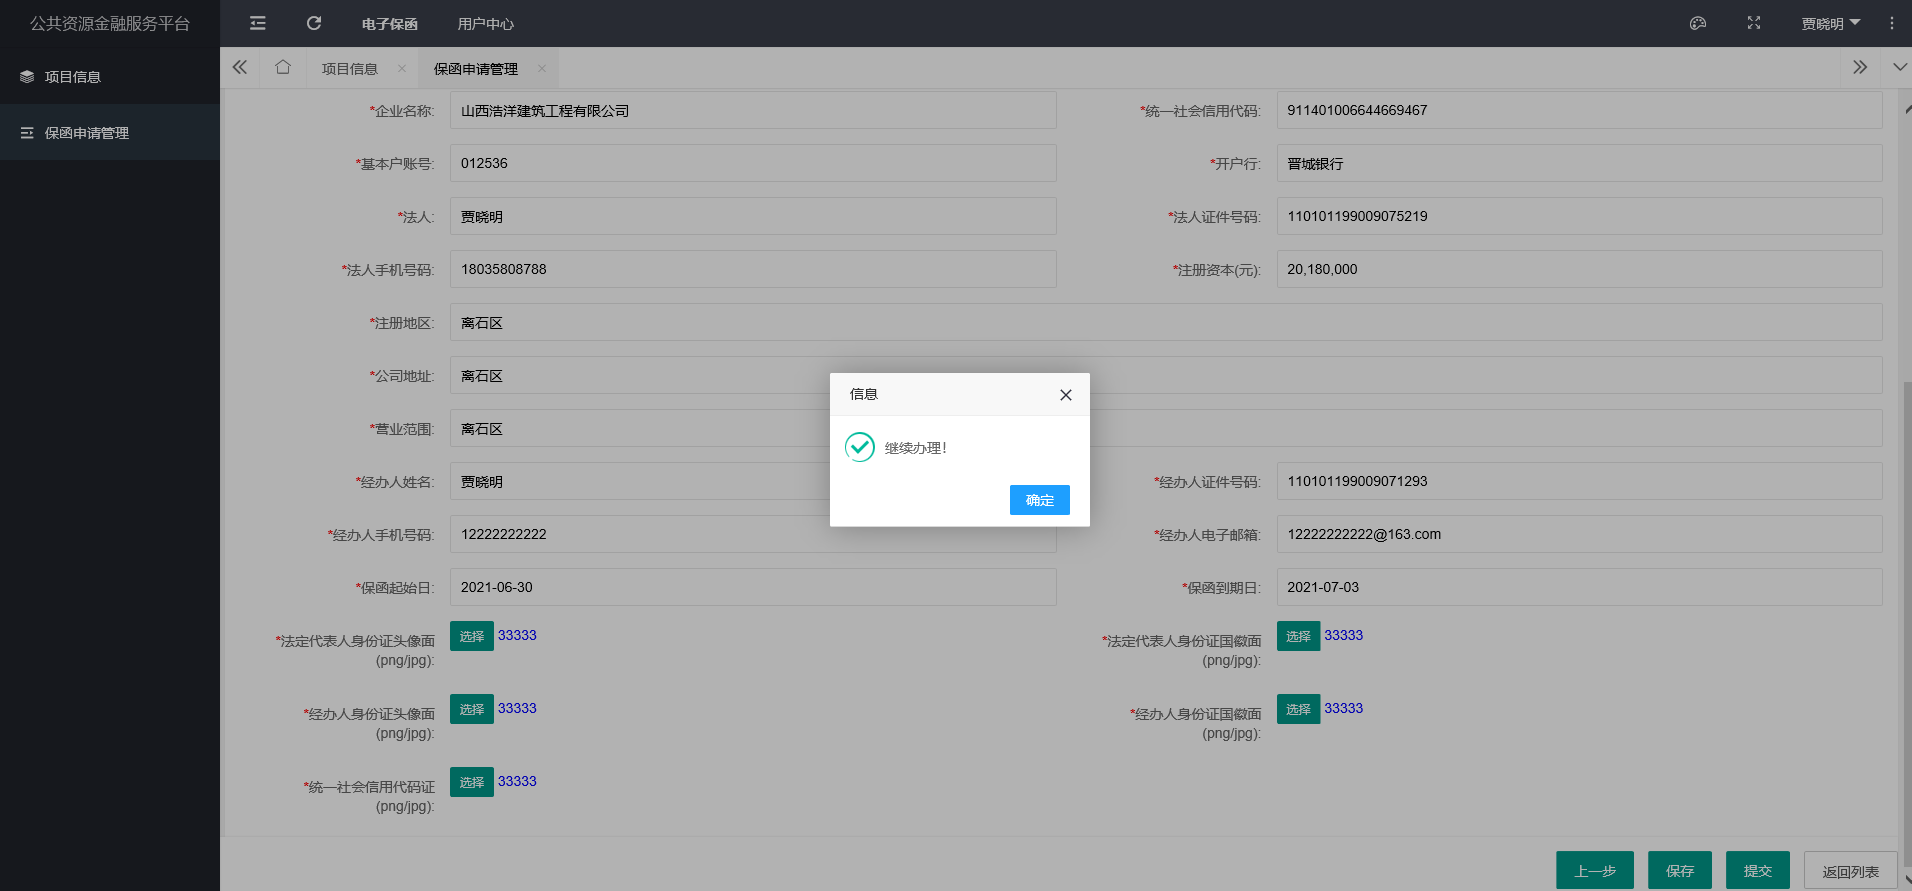 公共资源金融服务平台
电子保函 用户中心 贾晓明
项目信息
保函申请管理
项目信息 保函申请管理
*企业名称: 山西浩洋建筑工程有限公司 *统一社会信用代码: 911401006644669467
*基本户账号: 012536 *开户行: 晋城银行
*法人: 贾晓明 *法人证件号码: 110101199009075219
*法人手机号码: 18035808788 *注册资本(元): 20,180,000
*注册地区: 离石区
*公司地址: 离石区
*营业范围: 离石区
*经办人姓名: 贾晓明 *经办人证件号码: 110101199009071293
*经办人手机号码: 12222222222 *经办人电子邮箱: 12222222222@163.com
*保函起始日: 2021-06-30 *保函到期日: 2021-07-03
*法定代表人身份证头像面(png/jpg): 选择 33333 *法定代表人身份证国徽面(png/jpg): 选择 33333
*经办人身份证头像面(png/jpg): 选择 33333 *经办人身份证国徽面(png/jpg): 选择 33333
*统一社会信用代码证(png/jpg): 选择 33333
信息
继续办理!
确定
上一步 保存 提交 返回列表